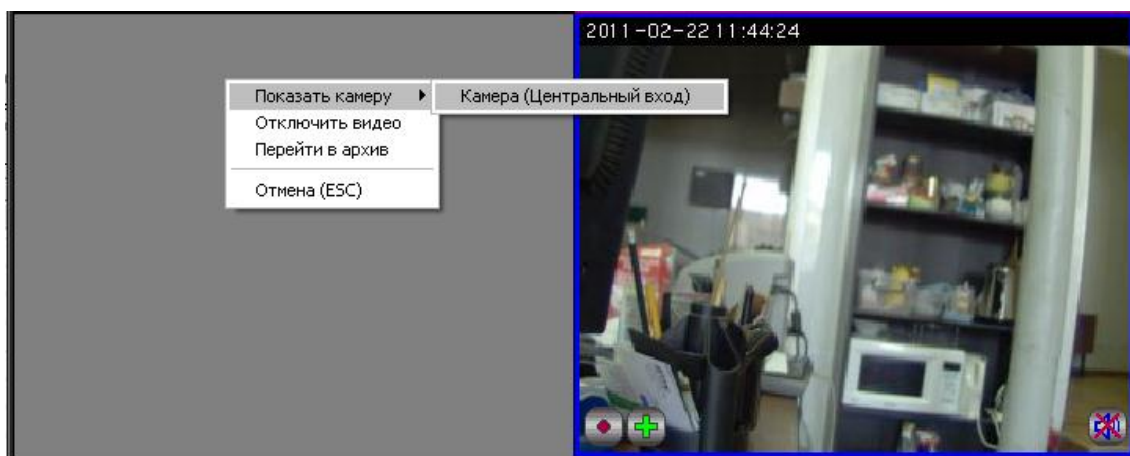 2011-02-22 11:44:24
Показать камеру
Камера (Центральный вход)
Отключить видео
Перейти в архив
Отмена (ESC)